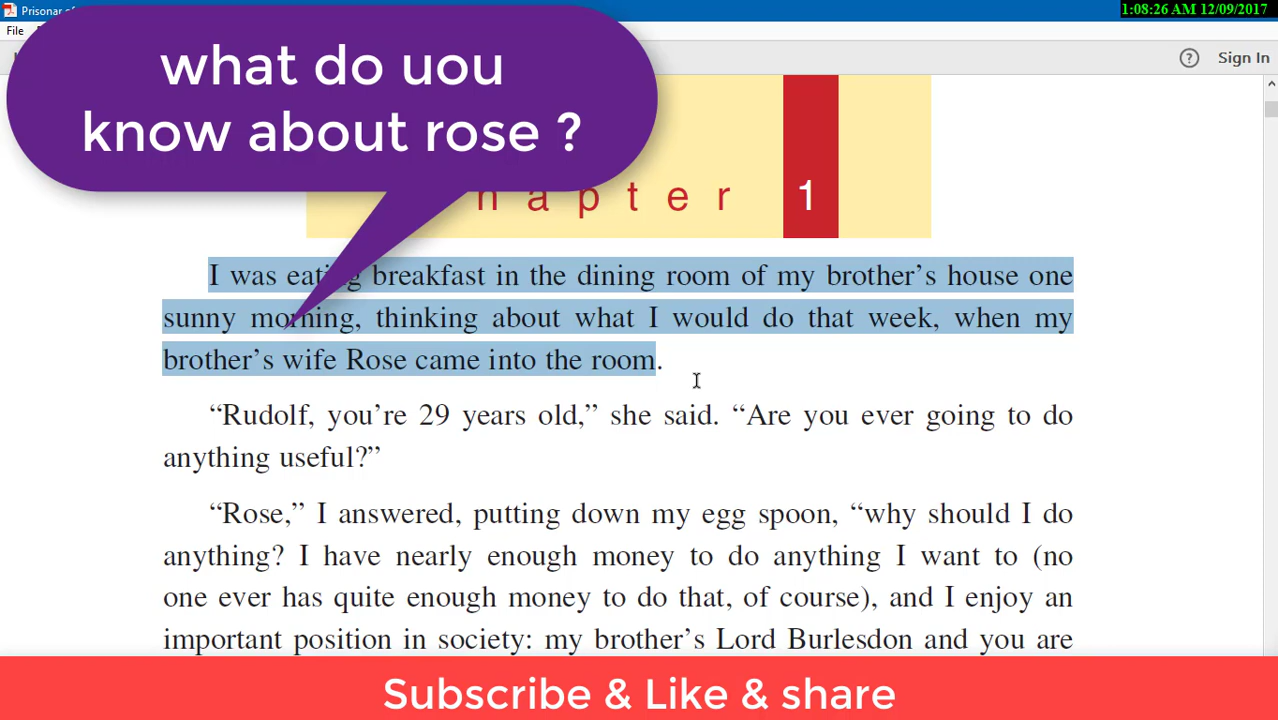 Prisonar of
1:08:26 AM 12/09/2017
File
? Sign In
what do uou
know about rose ?
h a p t e r 1
I was eating breakfast in the dining room of my brother’s house one
sunny morning, thinking about what I would do that week, when my
brother’s wife Rose came into the room.
“Rudolf, you’re 29 years old,” she said. “Are you ever going to do
anything useful?”
“Rose,” I answered, putting down my egg spoon, “why should I do
anything? I have nearly enough money to do anything I want to (no
one ever has quite enough money to do that, of course), and I enjoy an
important position in society: my brother’s Lord Burlesdon and you are
Subscribe & Like & share